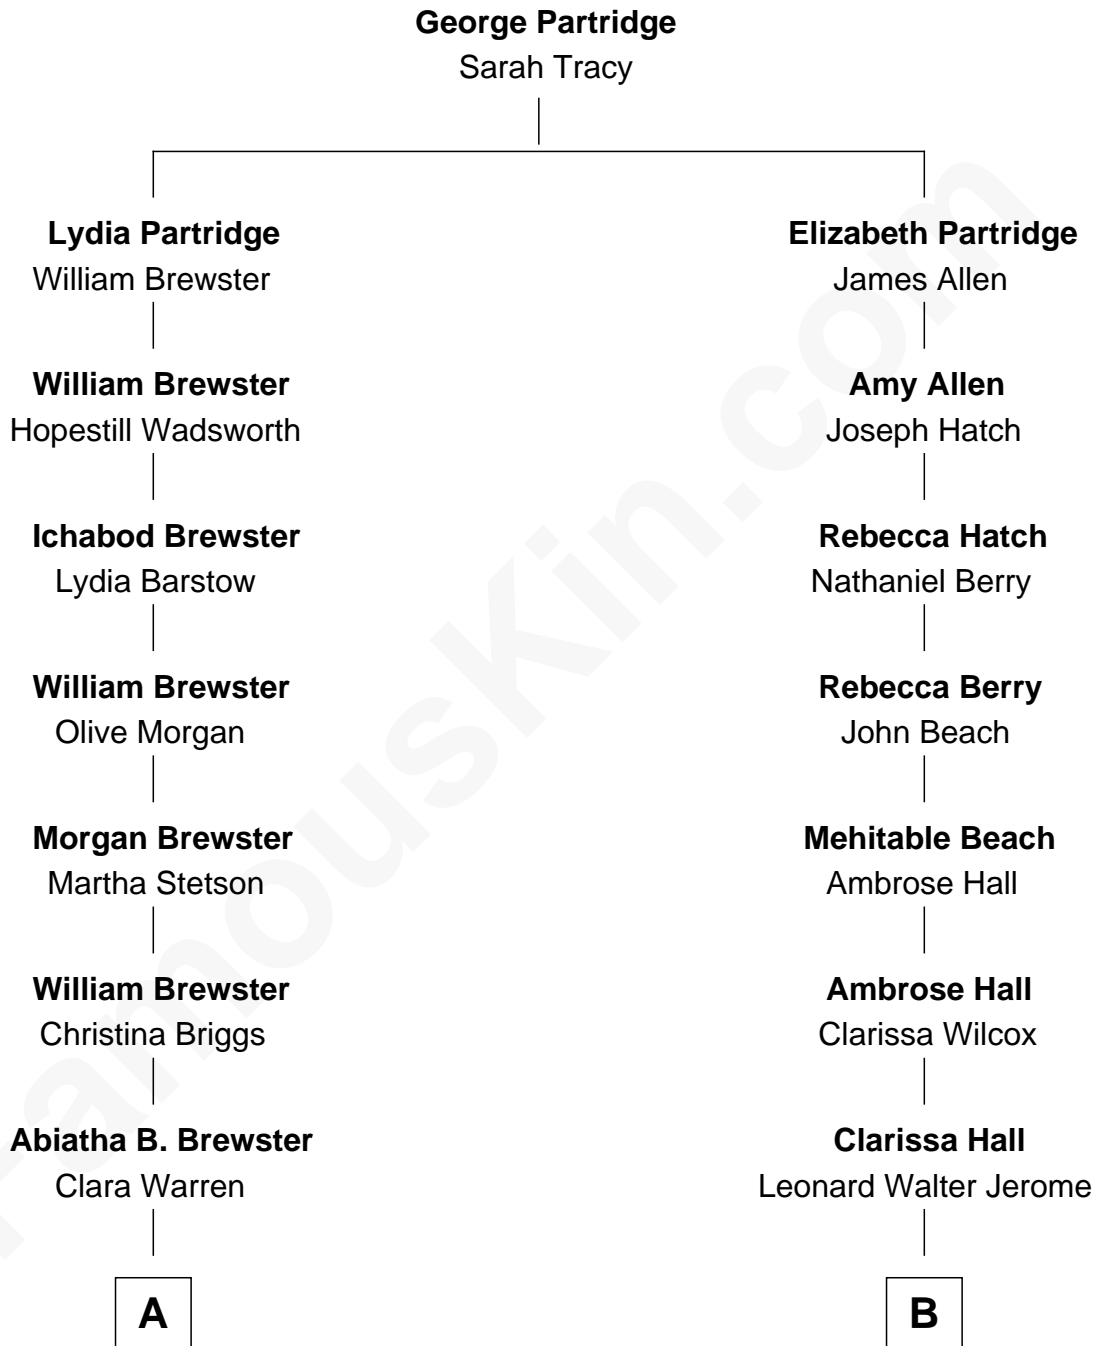 George Partridge
Sarah Tracy
Lydia Partridge
William Brewster
Elizabeth Partridge
James Allen
William Brewster
Hopestill Wadsworth
Amy Allen
Joseph Hatch
Ichabod Brewster
Lydia Barstow
Rebecca Hatch
Nathaniel Berry
William Brewster
Olive Morgan
Rebecca Berry
John Beach
Morgan Brewster
Martha Stetson
Mehitable Beach
Ambrose Hall
William Brewster
Christina Briggs
Ambrose Hall
Clarissa Wilcox
Abiatha B. Brewster
Clara Warren
Clarissa Hall
Leonard Walter Jerome
A
B
FamousKin.com